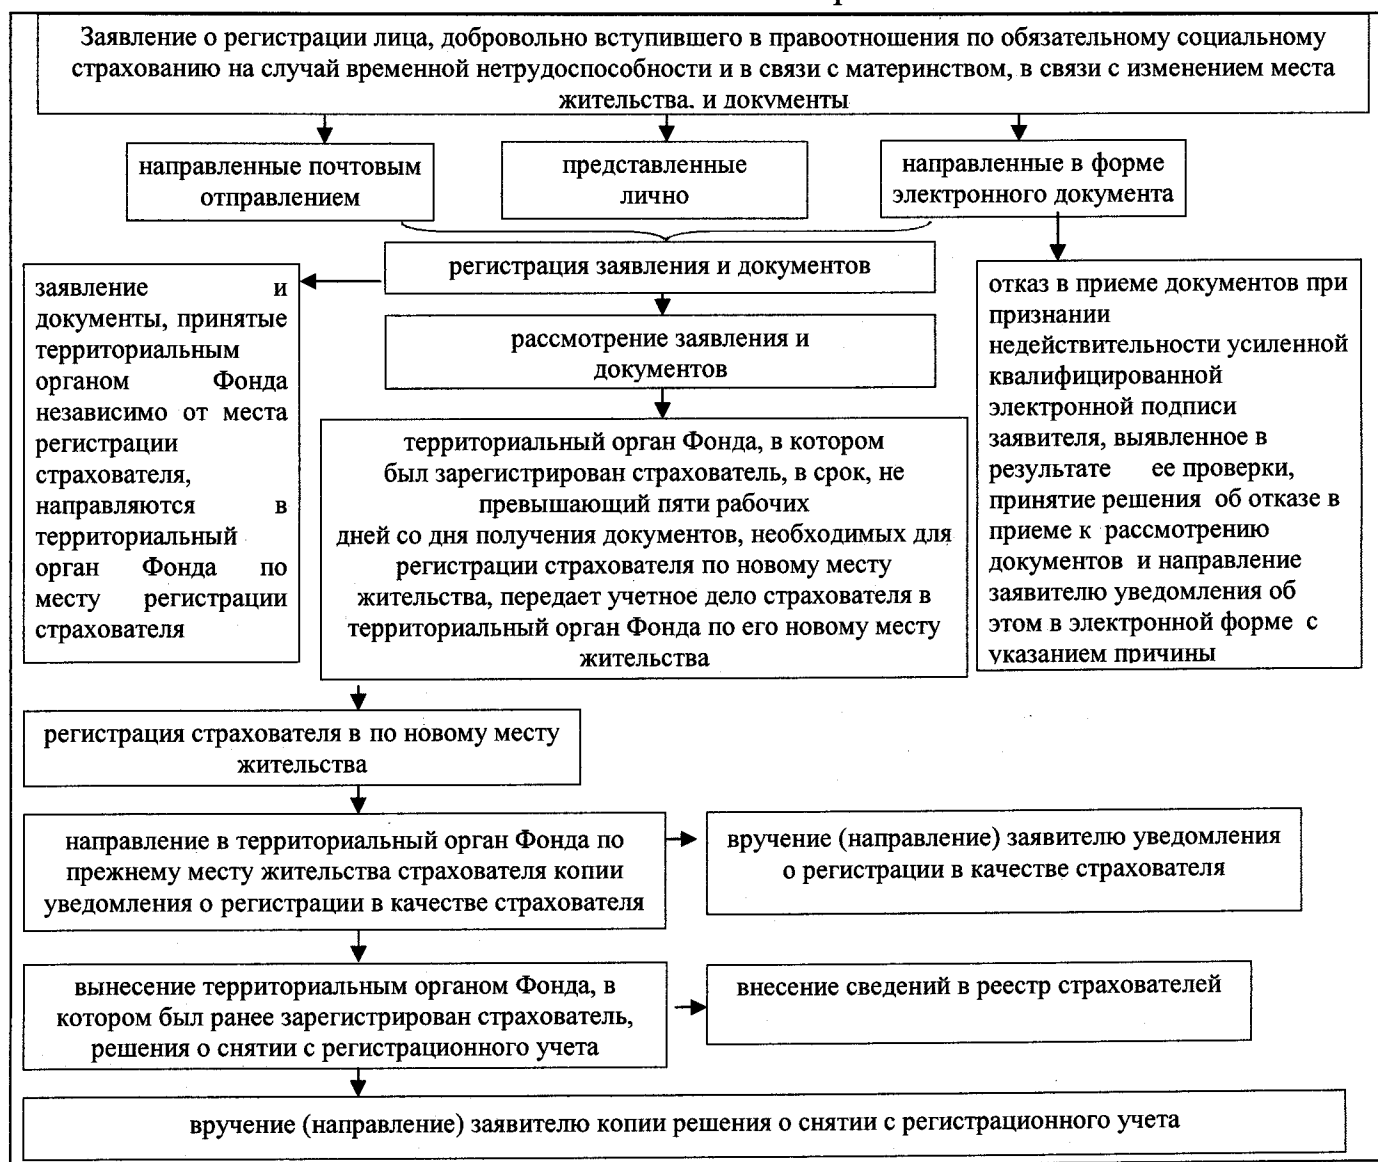 Заявление о регистрации лица, добровольно вступившего в правоотношения по обязательному социальному
страхованию на случай временной нетрудоспособности и в связи с материнством, в связи с изменением места
жительства, и документы
направленные почтовым
отправлением
представленные
лично
направленные в форме
электронного документа
регистрация заявления и документов
заявление и
документы, принятые
территориальным
органом Фонда
независимо от места
регистрации
страхователя,
направляются в
территориальный
орган Фонда по
месту регистрации
страхователя
рассмотрение заявления и
документов
отказ в приеме документов при
признании
недействительности усиленной
квалифицированной
электронной подписи
заявителя, выявленное в
результате ее проверки,
принятие решения об отказе в
приеме к рассмотрению
документов и направление
заявителю уведомления об
этом в электронной форме с
указанием причины
территориальный орган Фонда, в котором
был зарегистрирован страхователь, в срок, не
превышающий пяти рабочих
дней со дня получения документов, необходимых для
регистрации страхователя по новому месту
жительства, передает учетное дело страхователя в
территориальный орган Фонда по его новому месту
жительства
регистрация страхователя в по новому месту
жительства
направление в территориальный орган Фонда по
прежнему месту жительства страхователя копии
уведомления о регистрации в качестве страхователя
вручение (направление) заявителю уведомления
о регистрации в качестве страхователя
вынесение территориальным органом Фонда, в
котором был ранее зарегистрирован страхователь,
решения о снятии с регистрационного учета
внесение сведений в реестр страхователей
вручение (направление) заявителю копии решения о снятии с регистрационного учета